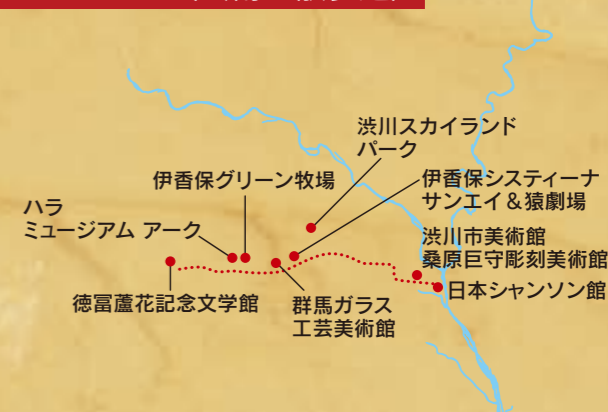 渋川スカイランド
パーク
伊香保グリーン牧場
伊香保システィーナ
サンエイ＆猿劇場
ハラ
ミュージアム アーク
渋川市美術館
桑原巨守彫刻美術館
日本シャンソン館
徳冨蘆花記念文学館
群馬ガラス
工芸美術館